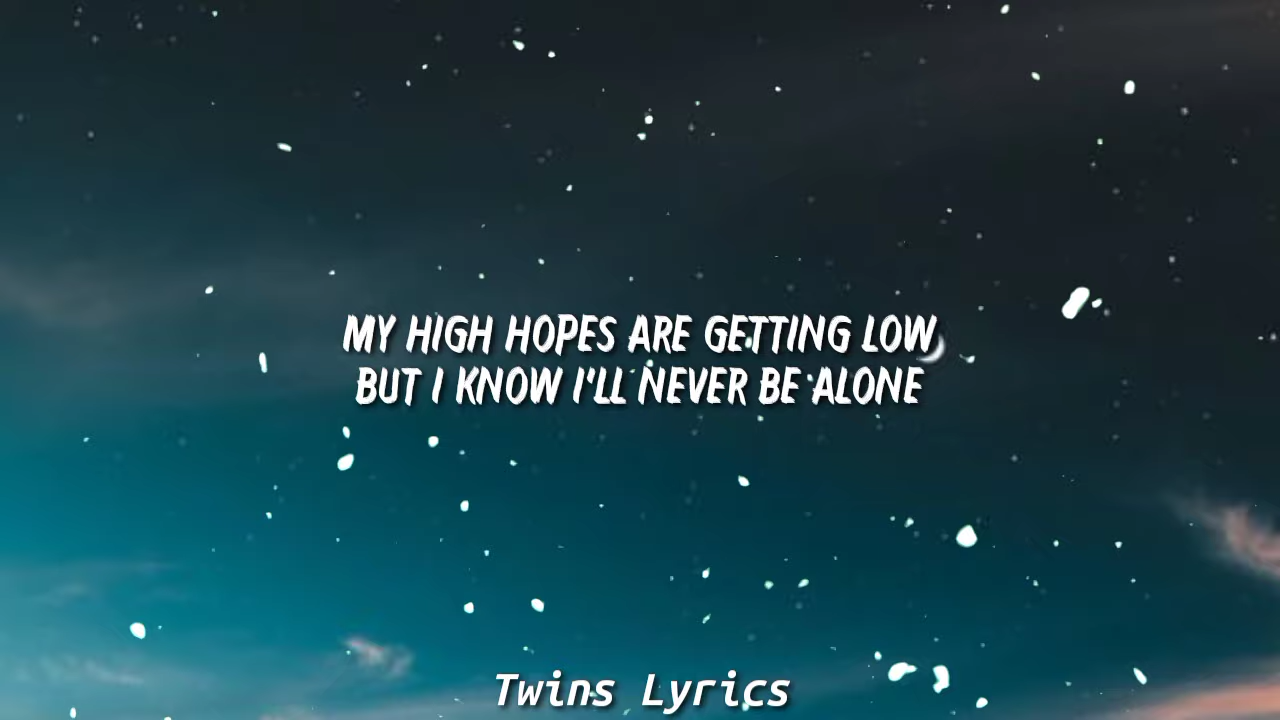 MY HIGH HOPES ARE GETTING LOW
BUT I KNOW I'LL NEVER BE ALONE
Twins Lyrics